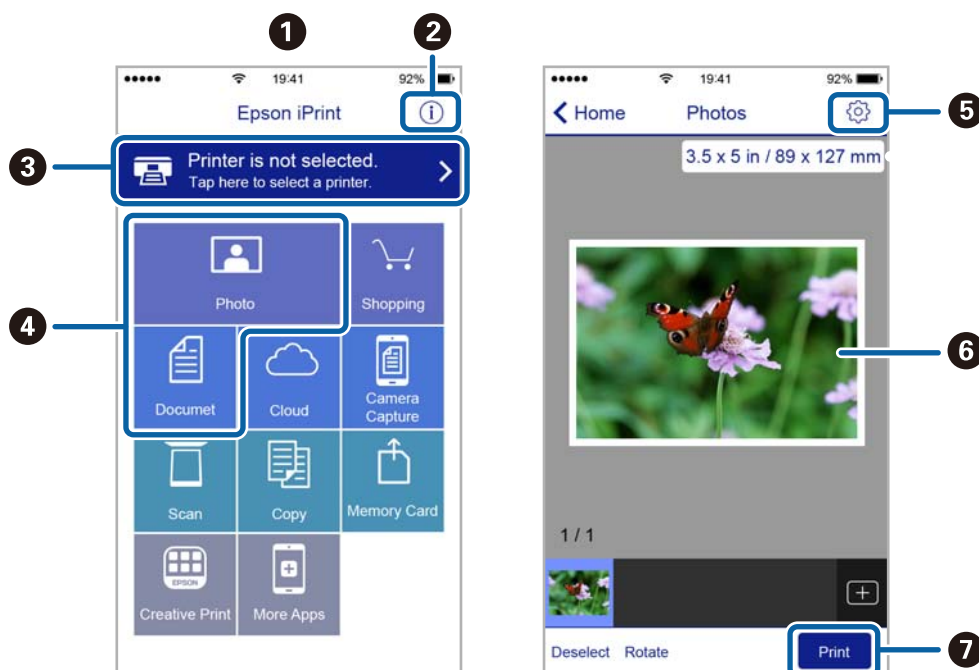 1
2
19:41
92%
Epson iPrint
i
3
Printer is not selected.
Tap here to select a printer.
4
Photo
Shopping
Documet
Cloud
Camera
Capture
Scan
Copy
Memory Card
EPSON
Creative Print
More Apps
19:41
92%
Home
Photos
5
3.5 x 5 in / 89 x 127 mm
6
1 / 1
Deselect
Rotate
Print
7